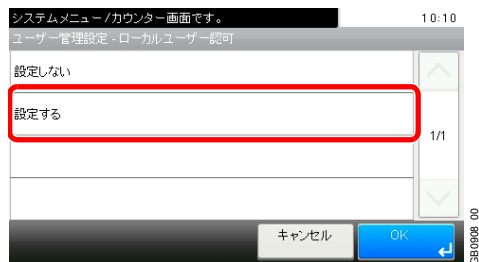 システムメニュー/カウンター画面です。 10:10
ユーザー管理設定 - ローカルユーザー認可
設定しない
設定する
1/1
キャンセル OK
GB0908_00